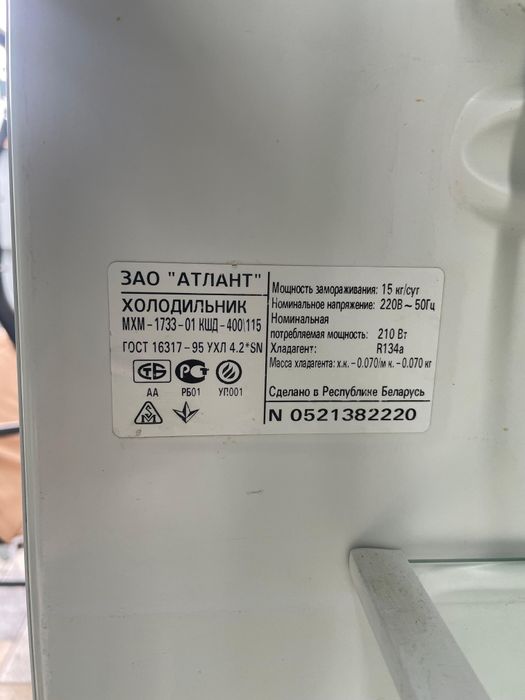 ЗАО "АТЛАНТ"
ХОЛОДИЛЬНИК
МХМ-1733-01 КШД-400\115
ГОСТ 16317-95 УХЛ 4.2*SN
СТБ РСТ
АА РБ01 УП001
Мощность замораживания: 15 кг/сут
Номинальное напряжение: 220В ~ 50Гц
Номинальная
потребляемая мощность: 210 Вт
Хладагент: R134a
Масса хладагента: х.к. -0.070/м к. -0.070 кг
Сделано в Республике Беларусь
N 0521382220